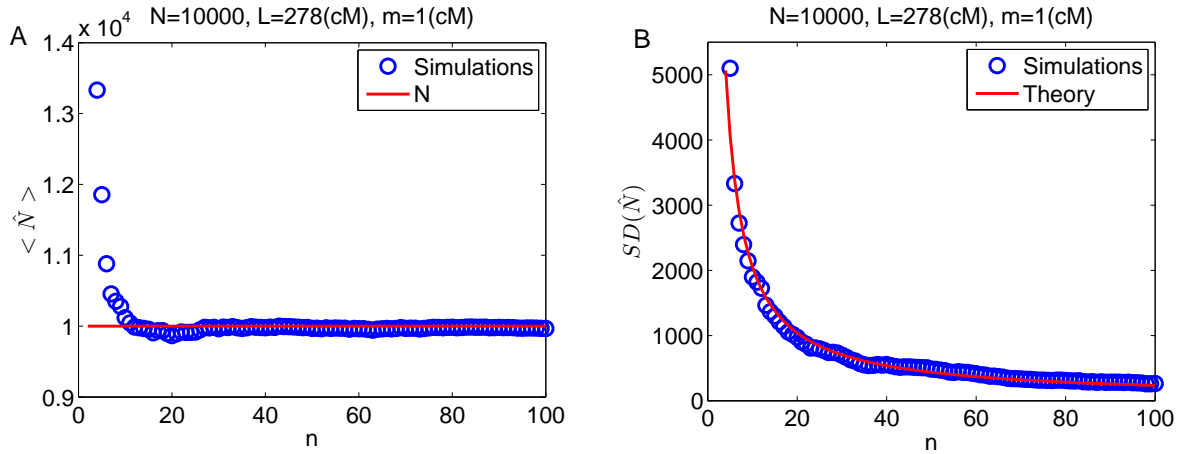 A
N=10000, L=278(cM), m=1(cM)
1.4 x 10^4
1.3
1.2
1.1
1
0.9
< N̂ >
Simulations
N
0 20 40 60 80 100
n
B
N=10000, L=278(cM), m=1(cM)
5000
4000
3000
2000
1000
0
SD(N̂)
Simulations
Theory
0 20 40 60 80 100
n